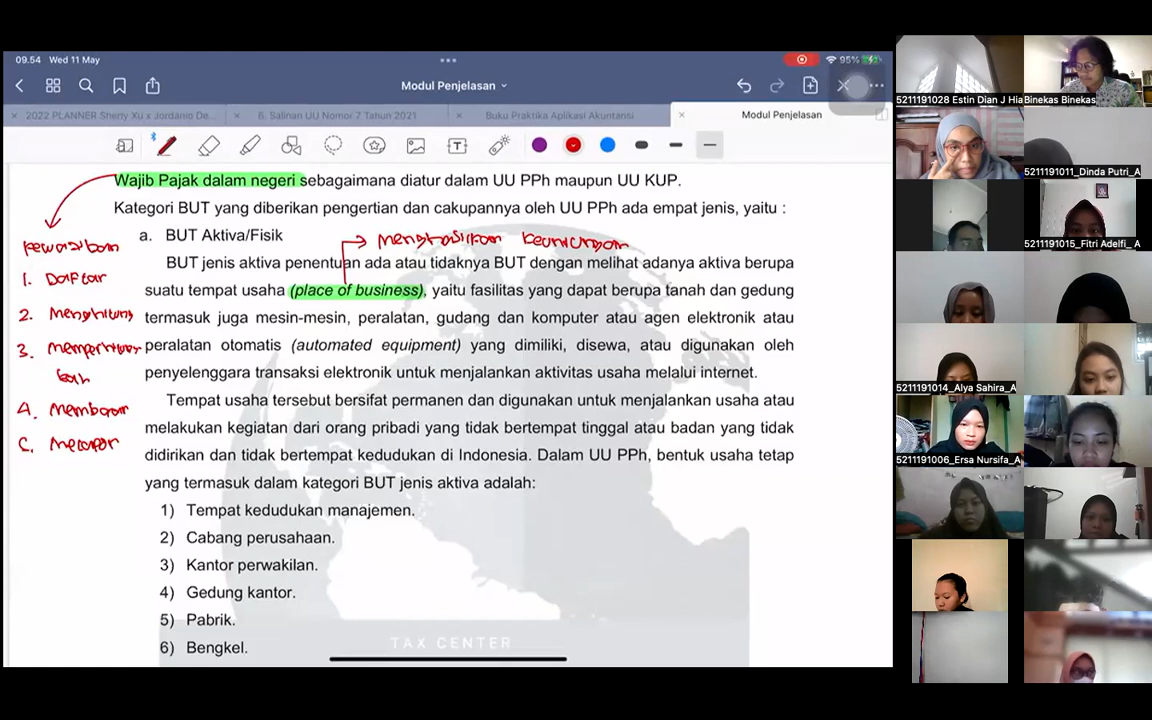 09.54 Wed 11 May
95%
Modul Penjelasan
2022 PLANNER Sherry Xu x Jordanio De...
6. Salinan UU Nomor 7 Tahun 2021
Buku Praktika Aplikasi Akuntansi
Modul Penjelasan
Wajib Pajak dalam negeri sebagaimana diatur dalam UU PPh maupun UU KUP.
Kategori BUT yang diberikan pengertian dan cakupannya oleh UU PPh ada empat jenis, yaitu :
kewajiban
1. Daftar
2. Menghitung
3.
4. Membayar
5. Melapor
a. BUT Aktiva/Fisik
menghasilkan keuntungan
BUT jenis aktiva penentuan ada atau tidaknya BUT dengan melihat adanya aktiva berupa
suatu tempat usaha (place of business), yaitu fasilitas yang dapat berupa tanah dan gedung
termasuk juga mesin-mesin, peralatan, gudang dan komputer atau agen elektronik atau
peralatan otomatis (automated equipment) yang dimiliki, disewa, atau digunakan oleh
penyelenggara transaksi elektronik untuk menjalankan aktivitas usaha melalui internet.
Tempat usaha tersebut bersifat permanen dan digunakan untuk menjalankan usaha atau
melakukan kegiatan dari orang pribadi yang tidak bertempat tinggal atau badan yang tidak
didirikan dan tidak bertempat kedudukan di Indonesia. Dalam UU PPh, bentuk usaha tetap
yang termasuk dalam kategori BUT jenis aktiva adalah:
1) Tempat kedudukan manajemen.
2) Cabang perusahaan.
3) Kantor perwakilan.
4) Gedung kantor.
5) Pabrik.
6) Bengkel.
TAX CENTER
5211191028 Estin Dian J Hia
Binekas Binekas
5211191011_Dinda Putri_A
5211191015_Fitri Adelfi_ A
5211191014_Alya Sahira_A
5211191006_Ersa Nursifa_A